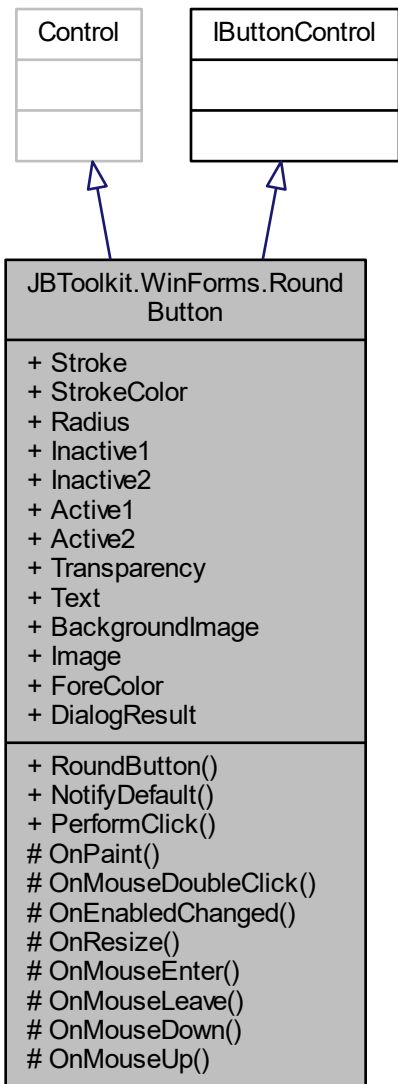 Control
IButtonControl
JBToolkit.WinForms.Round
Button
+ Stroke
+ StrokeColor
+ Radius
+ Inactive1
+ Inactive2
+ Active1
+ Active2
+ Transparency
+ Text
+ BackgroundImage
+ Image
+ ForeColor
+ DialogResult
+ RoundButton()
+ NotifyDefault()
+ PerformClick()
# OnPaint()
# OnMouseDoubleClick()
# OnEnabledChanged()
# OnResize()
# OnMouseEnter()
# OnMouseLeave()
# OnMouseDown()
# OnMouseUp()